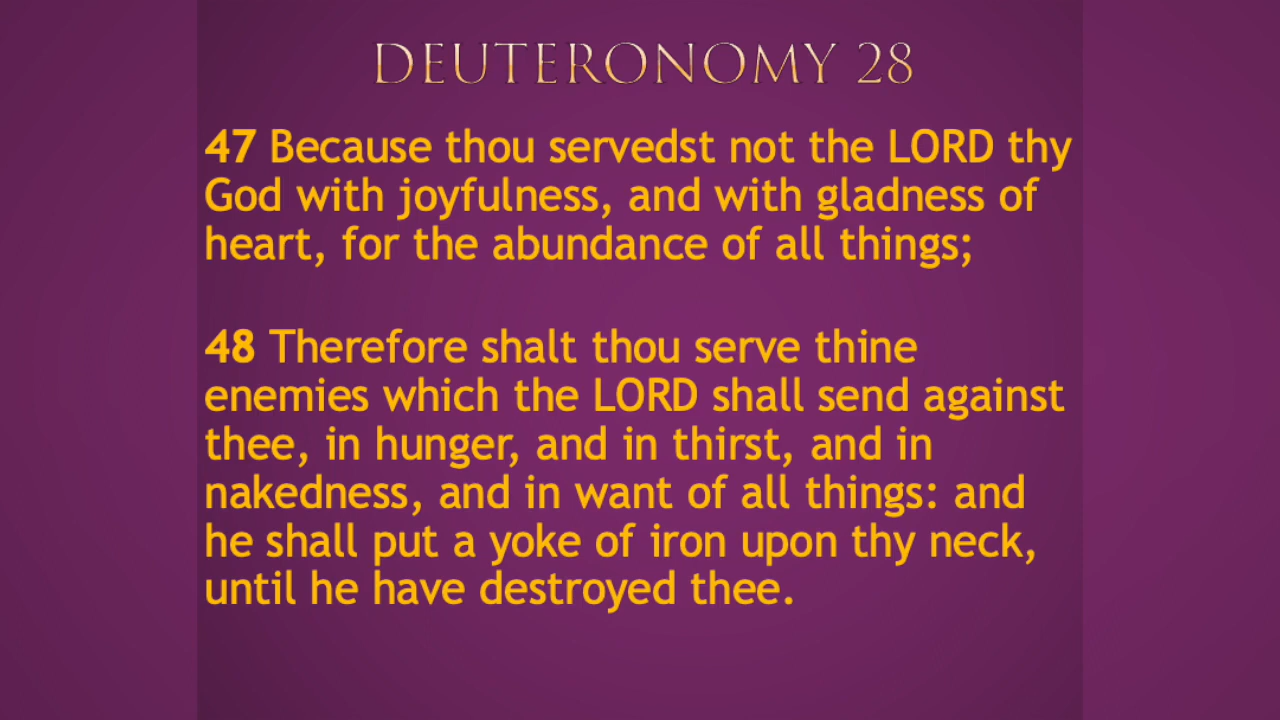 DEUTERONOMY 28
47 Because thou servedst not the LORD thy
God with joyfulness, and with gladness of
heart, for the abundance of all things;
48 Therefore shalt thou serve thine
enemies which the LORD shall send against
thee, in hunger, and in thirst, and in
nakedness, and in want of all things: and
he shall put a yoke of iron upon thy neck,
until he have destroyed thee.